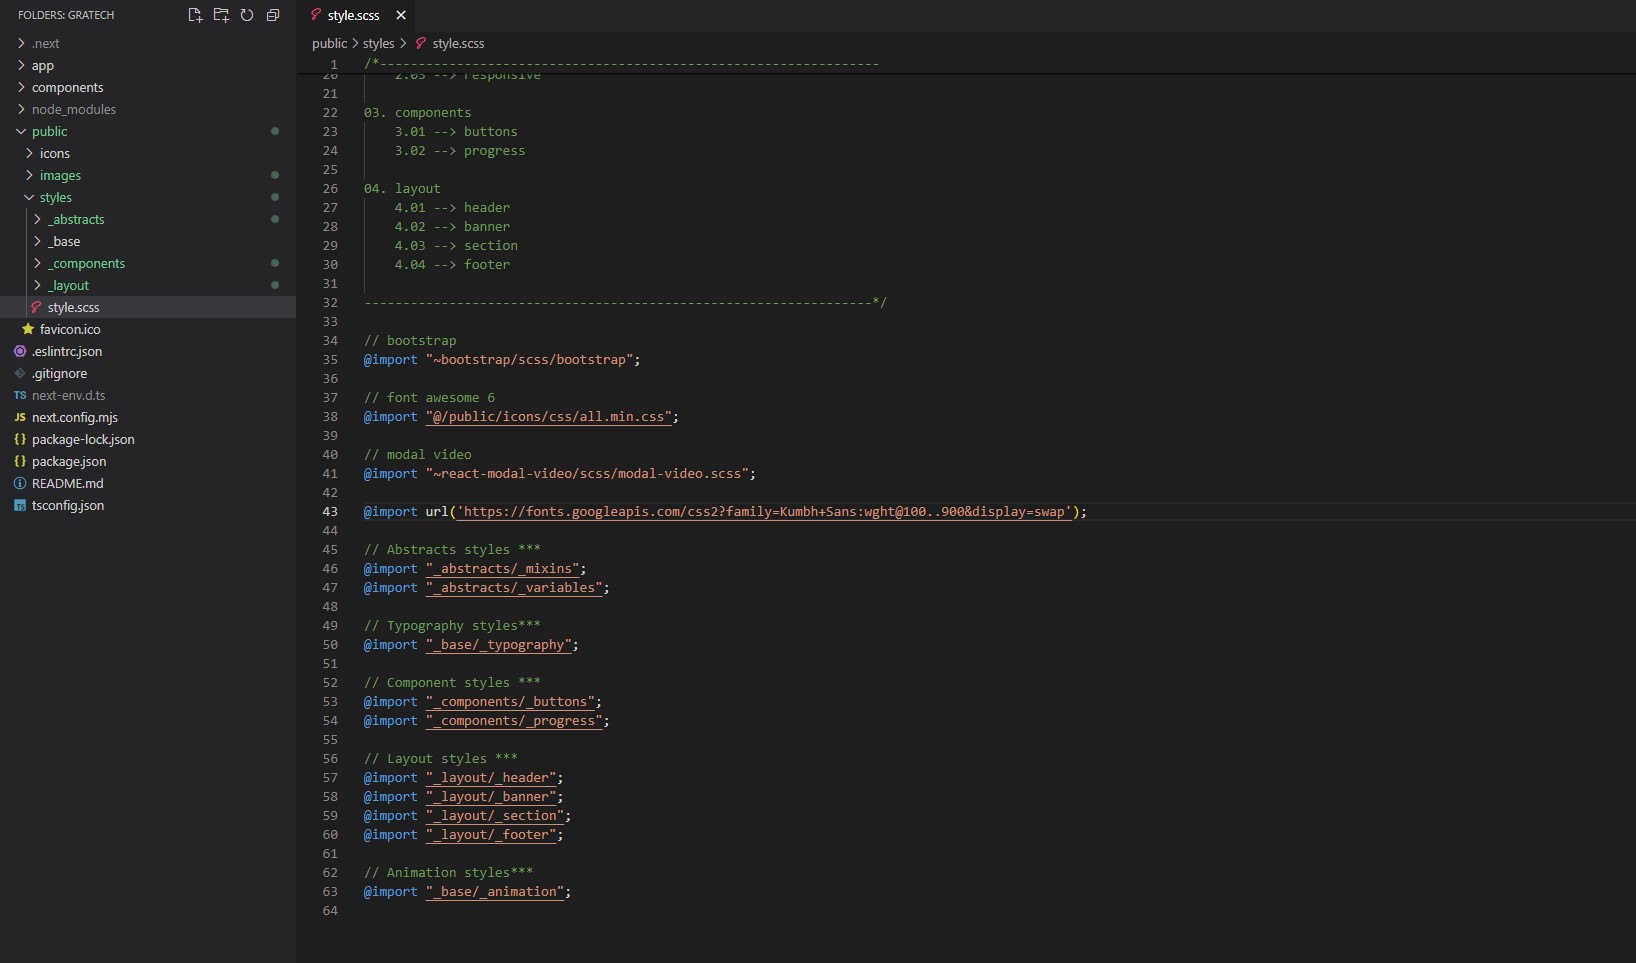 FOLDERS: GRATECH
.next
app
components
node_modules
public
icons
images
styles
_abstracts
_base
_components
_layout
style.scss
favicon.ico
.eslintrc.json
.gitignore
TS next-env.d.ts
JS next.config.mjs
{} package-lock.json
{} package.json
README.md
tsconfig.json
style.scss
public > styles > style.scss
1 /*-----------------------------------------------------------------
20 2.03 --> responsive
21
22 03. components
23 3.01 --> buttons
24 3.02 --> progress
25
26 04. layout
27 4.01 --> header
28 4.02 --> banner
29 4.03 --> section
30 4.04 --> footer
31
32 ------------------------------------------------------------------*/
33
34 // bootstrap
35 @import "~bootstrap/scss/bootstrap";
36
37 // font awesome 6
38 @import "@/public/icons/css/all.min.css";
39
40 // modal video
41 @import "~react-modal-video/scss/modal-video.scss";
42
43 @import url('https://fonts.googleapis.com/css2?family=Kumbh+Sans:wght@100..900&display=swap');
44
45 // Abstracts styles ***
46 @import "_abstracts/_mixins";
47 @import "_abstracts/_variables";
48
49 // Typography styles***
50 @import "_base/_typography";
51
52 // Component styles ***
53 @import "_components/_buttons";
54 @import "_components/_progress";
55
56 // Layout styles ***
57 @import "_layout/_header";
58 @import "_layout/_banner";
59 @import "_layout/_section";
60 @import "_layout/_footer";
61
62 // Animation styles***
63 @import "_base/_animation";
64